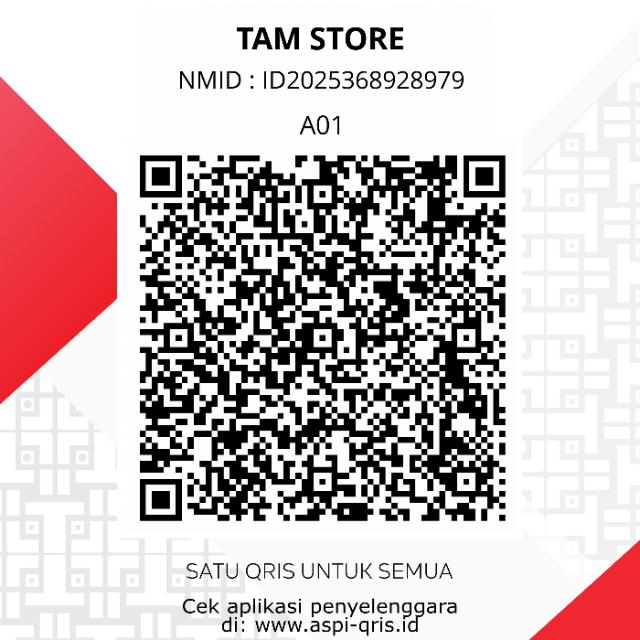 TAM STORE
NMID : ID2025368928979
A01
SATU QRIS UNTUK SEMUA
Cek aplikasi penyelenggara
di: www.aspi-qris.id